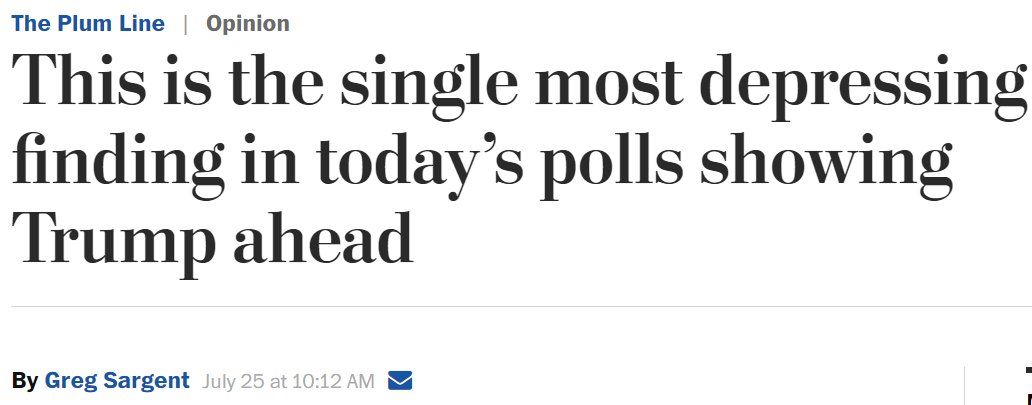 The Plum Line | Opinion
This is the single most depressing
finding in today’s polls showing
Trump ahead
By Greg Sargent July 25 at 10:12 AM